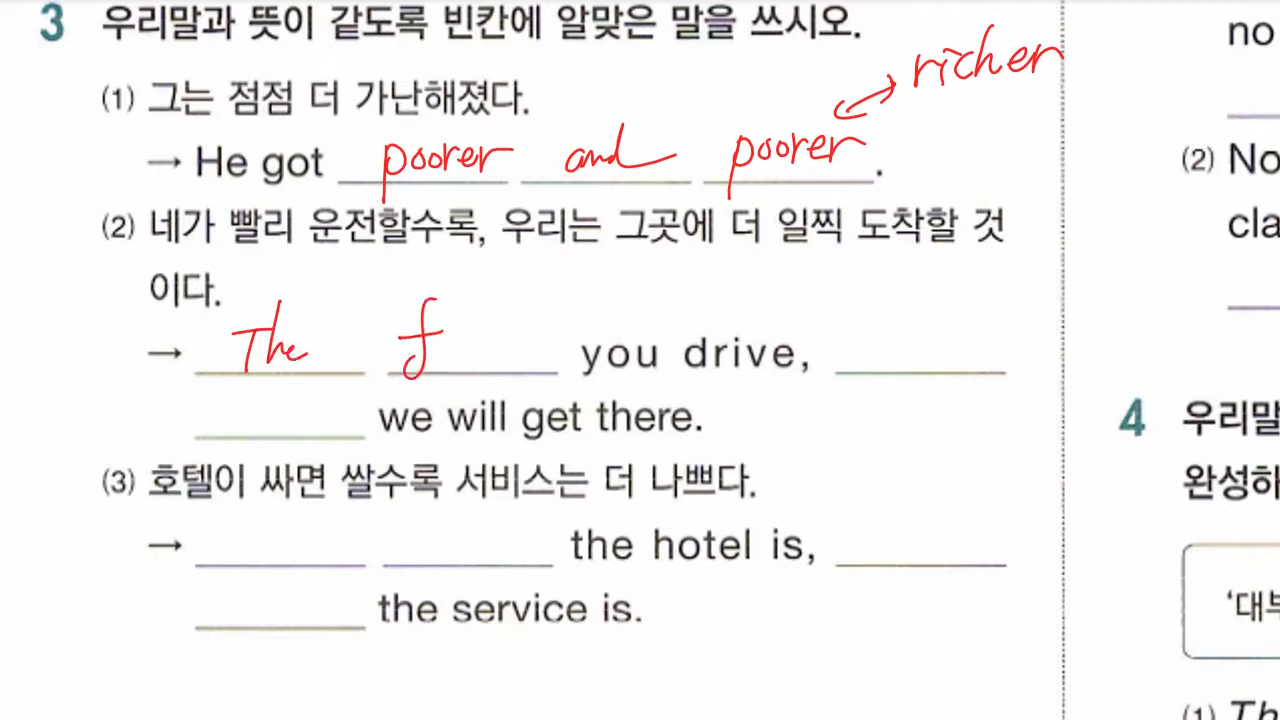 3 우리말과 뜻이 같도록 빈칸에 알맞은 말을 쓰시오.
(1) 그는 점점 더 가난해졌다.
richer
→ He got poorer and poorer.
(2) 네가 빨리 운전할수록, 우리는 그곳에 더 일찍 도착할 것
이다.
→ The f you drive,
we will get there.
(3) 호텔이 싸면 쌀수록 서비스는 더 나쁘다.
→ the hotel is,
the service is.
no
(2) No
cla
4 우리말
완성하
‘대부
(1) Th